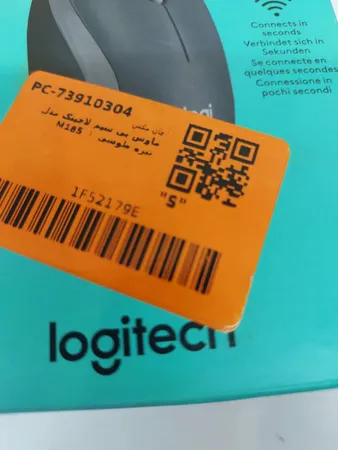 Connects in
seconds
Verbindet sich in
Sekunden
Se connecte en
quelques secondes
Connessione in
pochi secondi
logi
PC-73910304
ماوس بی سیم لاجیتک مدل
M185
"S"
1F52179E
logitech